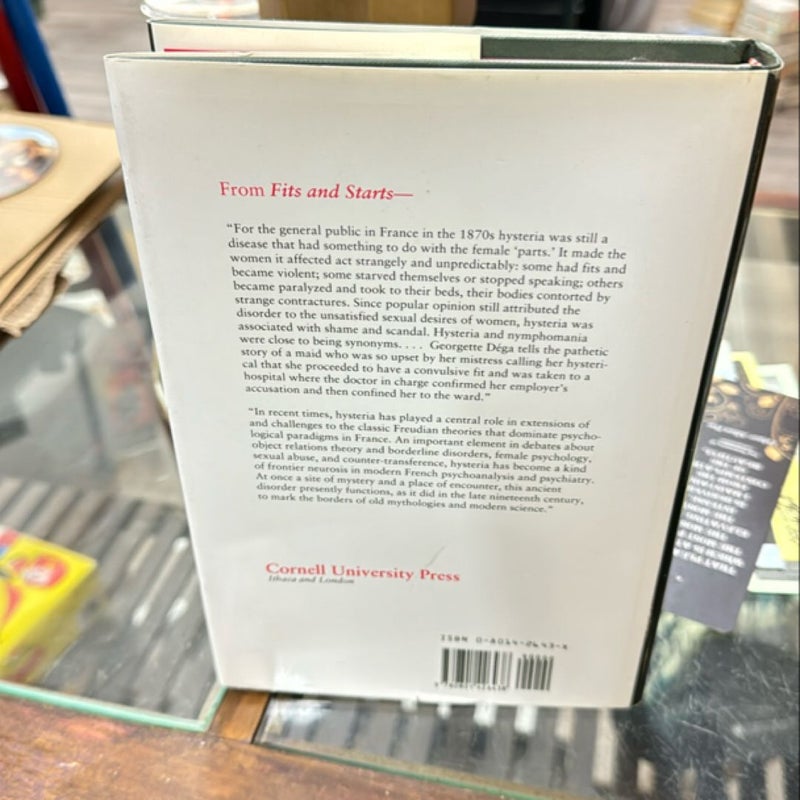 From Fits and Starts—
“For the general public in France in the 1870s hysteria was still a
disease that had something to do with the female ‘parts.’ It made the
women it affected act strangely and unpredictably: some had fits and
became violent; some starved themselves or stopped speaking; others
became paralyzed and took to their beds, their bodies contorted by
strange contractures. Since popular opinion still attributed the
disorder to the unsatisfied sexual desires of women, hysteria was
associated with shame and scandal. Hysteria and nymphomania
were close to being synonyms. . . . Georgette Déga tells the pathetic
story of a maid who was so upset by her mistress calling her hysteri-
cal that she proceeded to have a convulsive fit and was taken to a
hospital where the doctor in charge confirmed her employer’s
accusation and then confined her to the ward.”
“In recent times, hysteria has played a central role in extensions of
and challenges to the classic Freudian theories that dominate psycho-
logical paradigms in France. An important element in debates about
object relations theory and borderline disorders, female psychology,
sexual abuse, and counter-transference, hysteria has become a kind
of frontier neurosis in modern French psychoanalysis and psychiatry.
At once a site of mystery and a place of encounter, this ancient
disorder presently functions, as it did in the late nineteenth century,
to mark the borders of old mythologies and modern science.”
Cornell University Press
Ithaca and London
ISBN 0-8014-2643-X